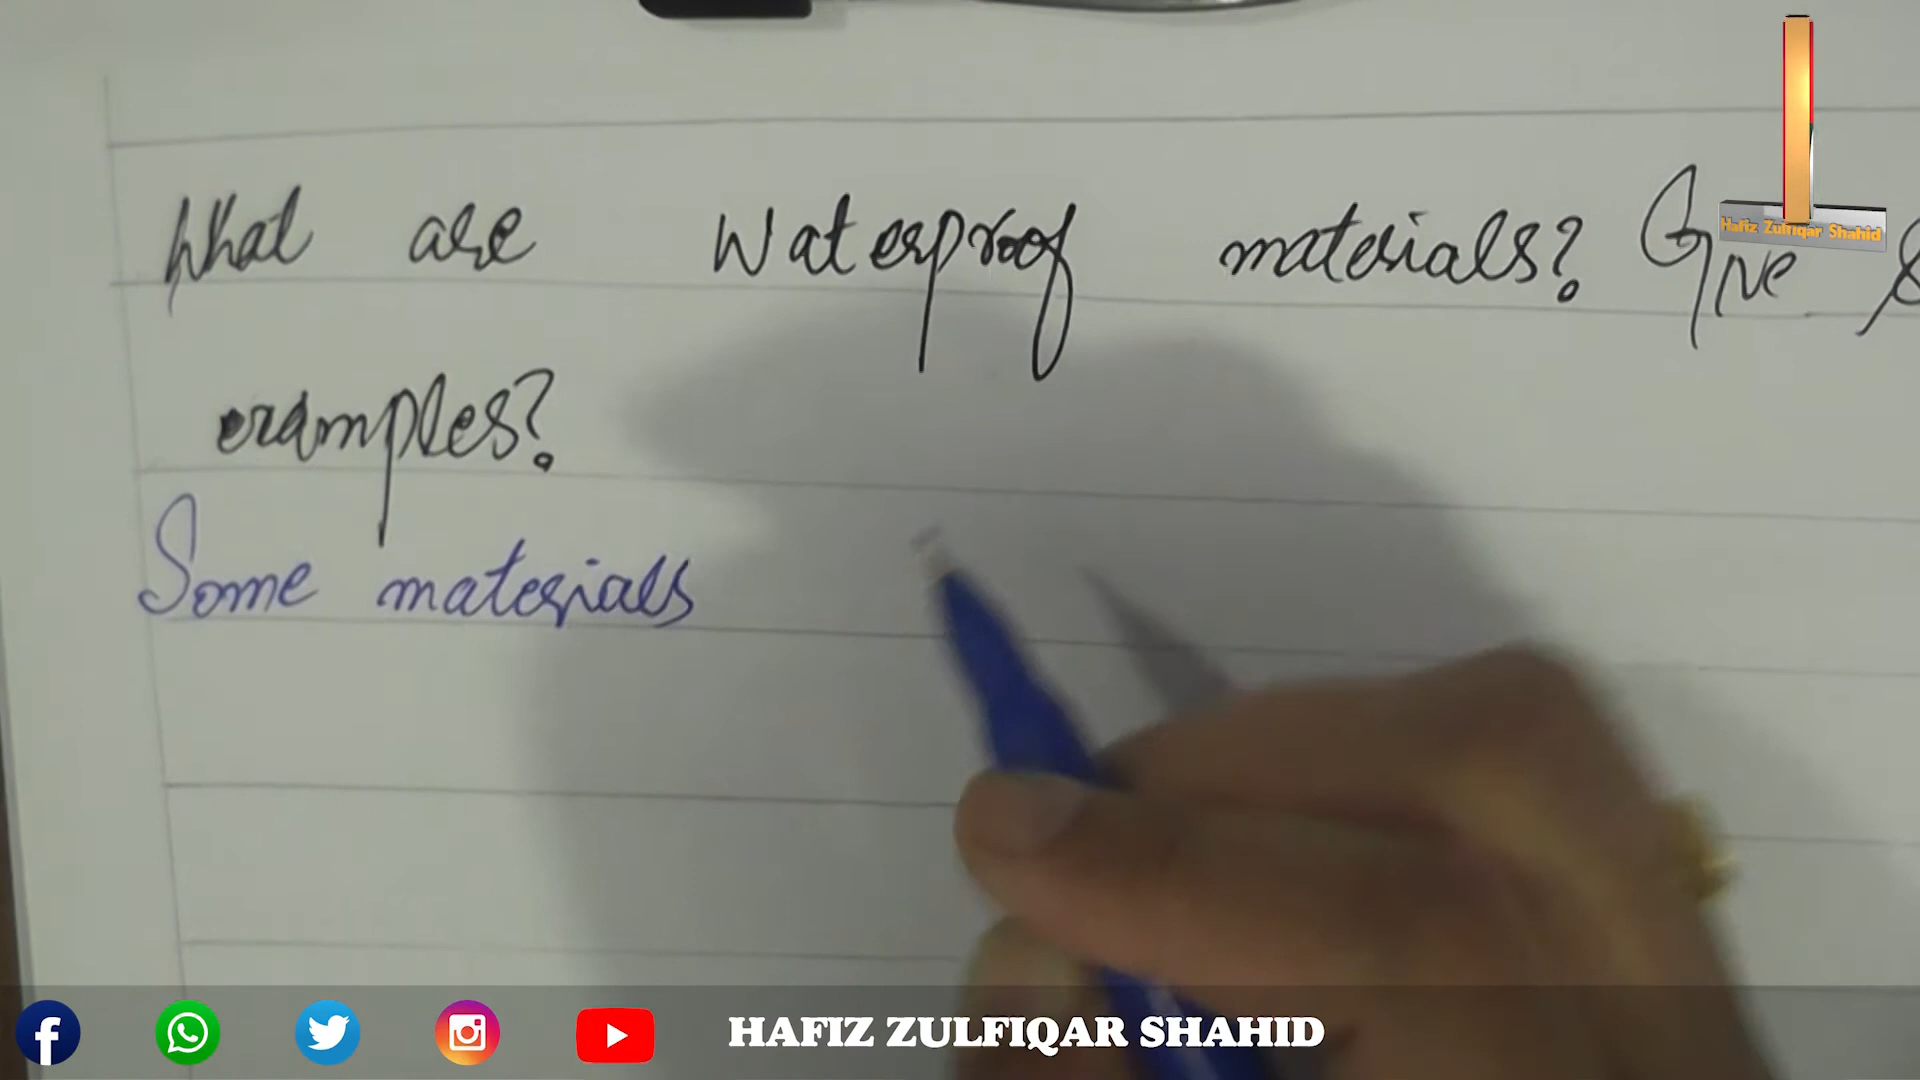 What are Waterproof materials? Give
examples?
Some materials
Hafiz Zulfiqar Shahid
HAFIZ ZULFIQAR SHAHID